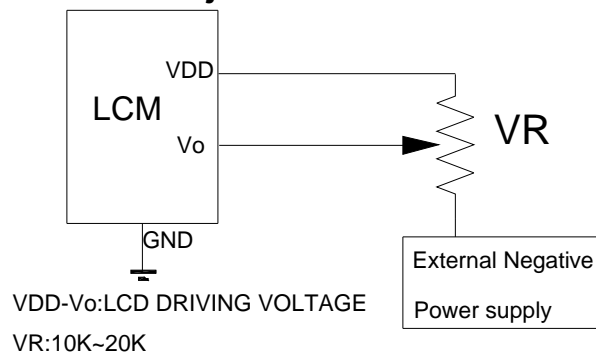 VDD
LCM
VR
Vo
GND
External Negative
Power supply
VDD-Vo:LCD DRIVING VOLTAGE
VR:10K~20K